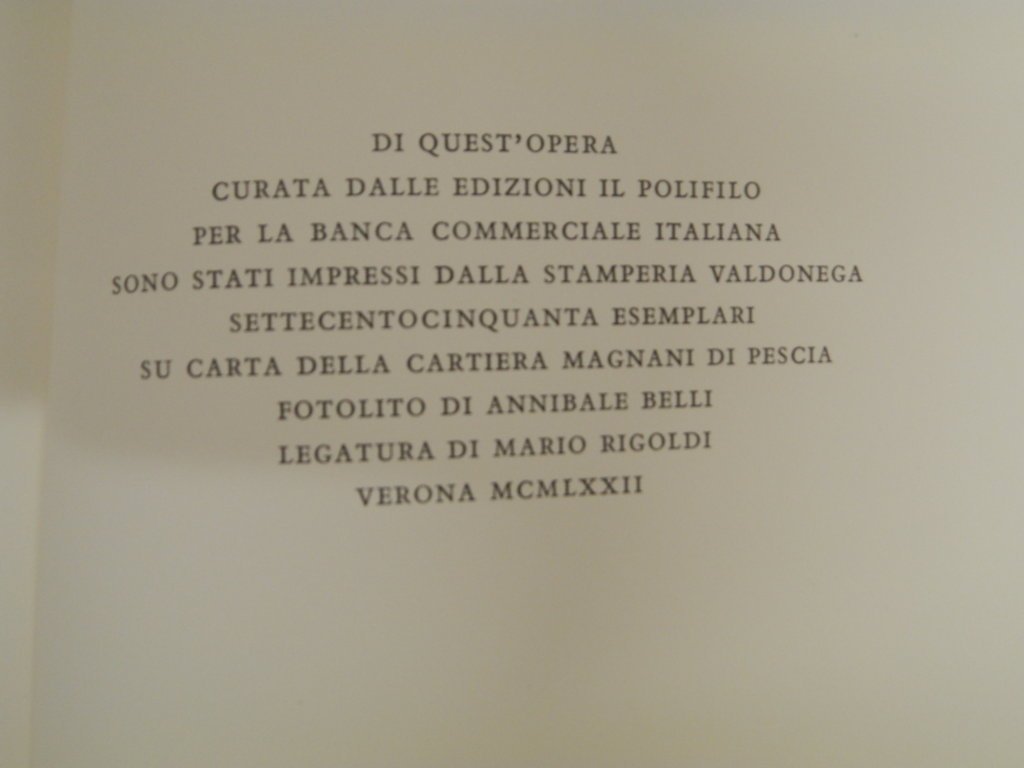 DI QUEST'OPERA
CURATA DALLE EDIZIONI IL POLIFILO
PER LA BANCA COMMERCIALE ITALIANA
SONO STATI IMPRESSI DALLA STAMPERIA VALDONEGA
SETTECENTOCINQUANTA ESEMPLARI
SU CARTA DELLA CARTIERA MAGNANI DI PESCIA
FOTOLITO DI ANNIBALE BELLI
LEGATURA DI MARIO RIGOLDI
VERONA MCMLXXII